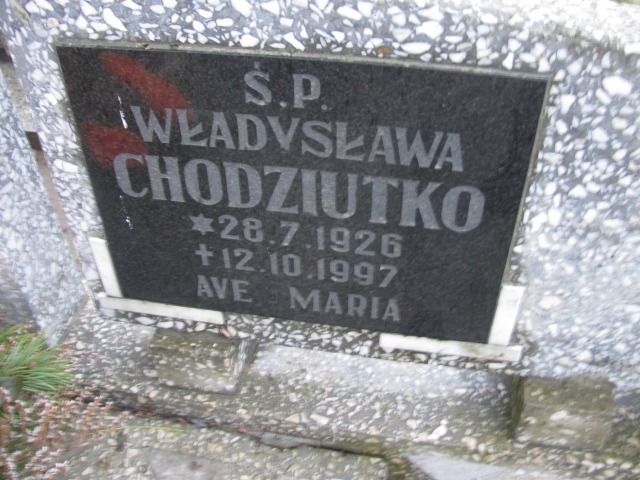 Ś.P.
WŁADYSŁAWA
CHODZIUTKO
*28.7.1926
+12.10.1997
AVE MARIA